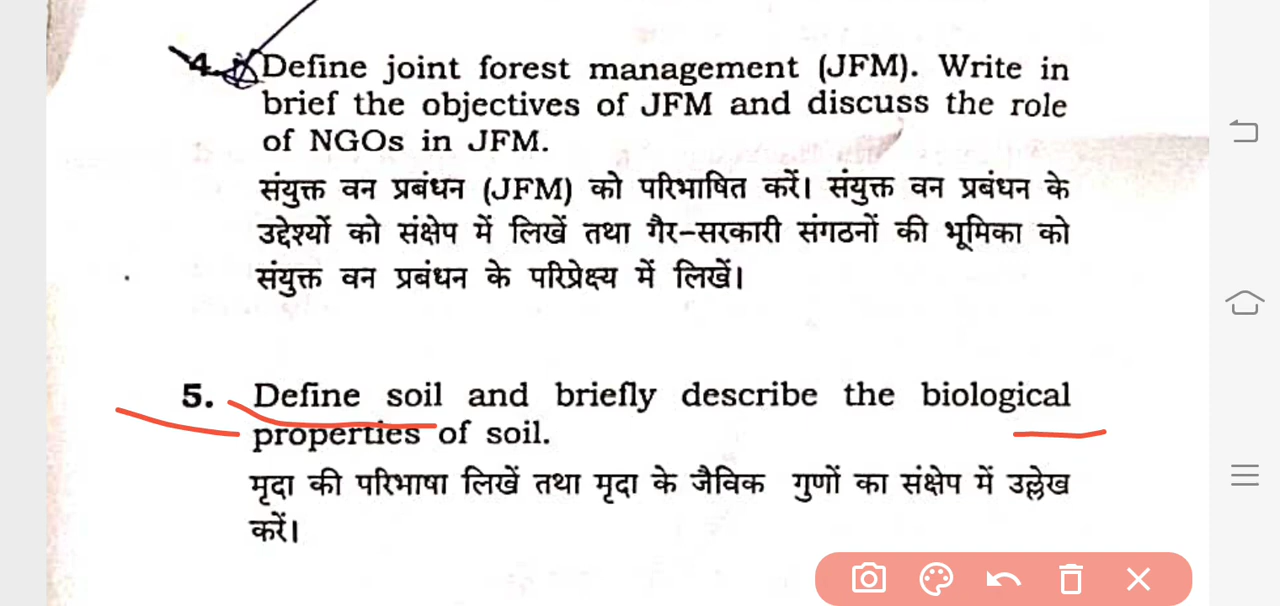 4. Define joint forest management (JFM). Write in
brief the objectives of JFM and discuss the role
of NGOs in JFM.
संयुक्त वन प्रबंधन (JFM) को परिभाषित करें। संयुक्त वन प्रबंधन के
उद्देश्यों को संक्षेप में लिखें तथा गैर-सरकारी संगठनों की भूमिका को
संयुक्त वन प्रबंधन के परिप्रेक्ष्य में लिखें।
5. Define soil and briefly describe the biological
properties of soil.
मृदा की परिभाषा लिखें तथा मृदा के जैविक गुणों का संक्षेप में उल्लेख
करें।